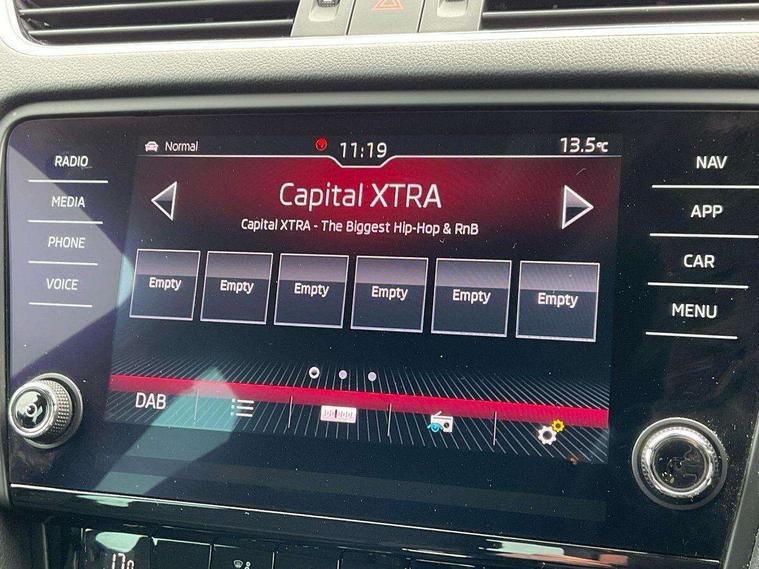 Normal
11:19
13.5°C
RADIO
MEDIA
PHONE
VOICE
Capital XTRA
Capital XTRA - The Biggest Hip-Hop & RnB
Empty Empty Empty Empty Empty Empty
DAB
NAV
APP
CAR
MENU